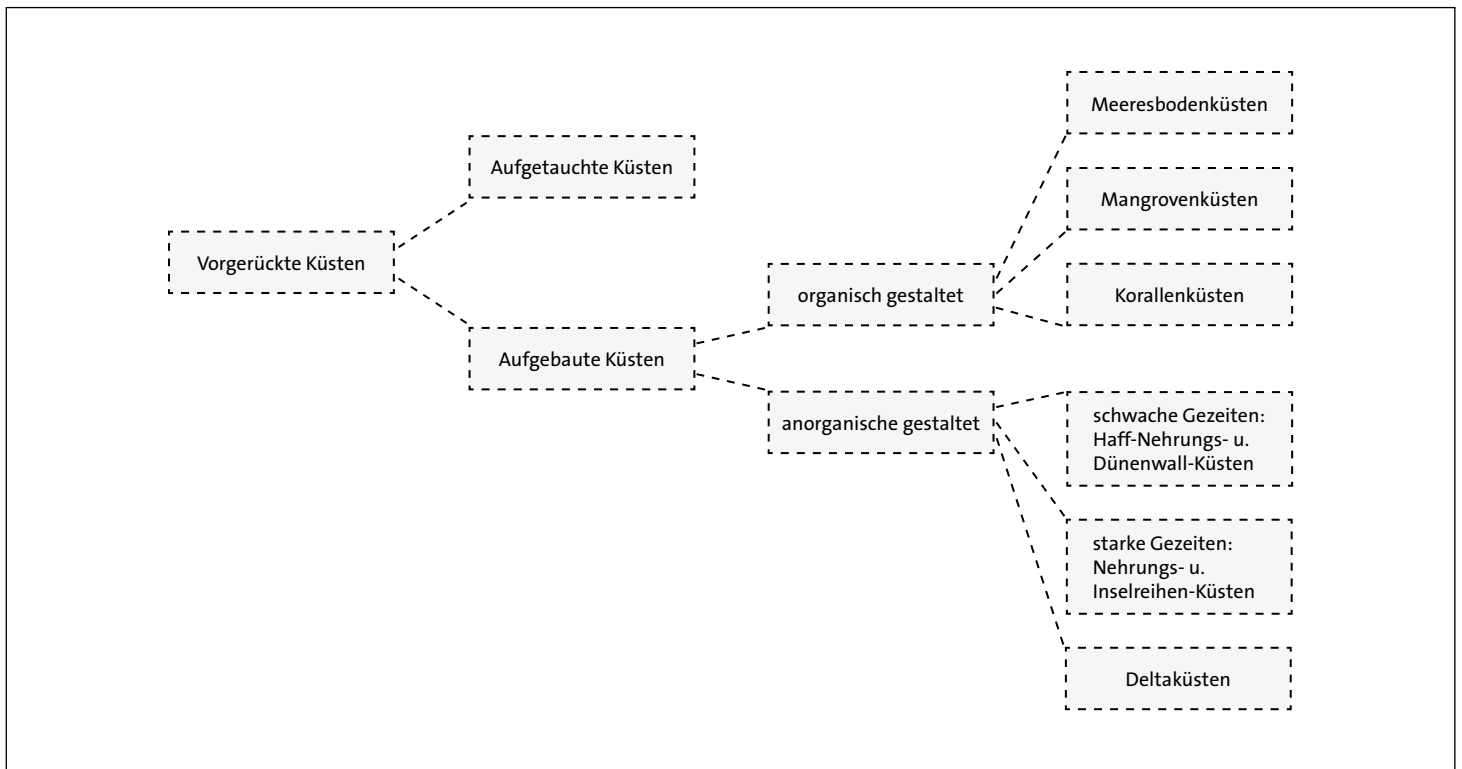 Meeresbodenküsten
Aufgetauchte Küsten
Mangrovenküsten
Vorgerückte Küsten
organisch gestaltet
Korallenküsten
Aufgebaute Küsten
anorganische gestaltet
schwache Gezeiten:
Haff-Nehrungs- u.
Dünenwall-Küsten
starke Gezeiten:
Nehrungs- u.
Inselreihen-Küsten
Deltaküsten